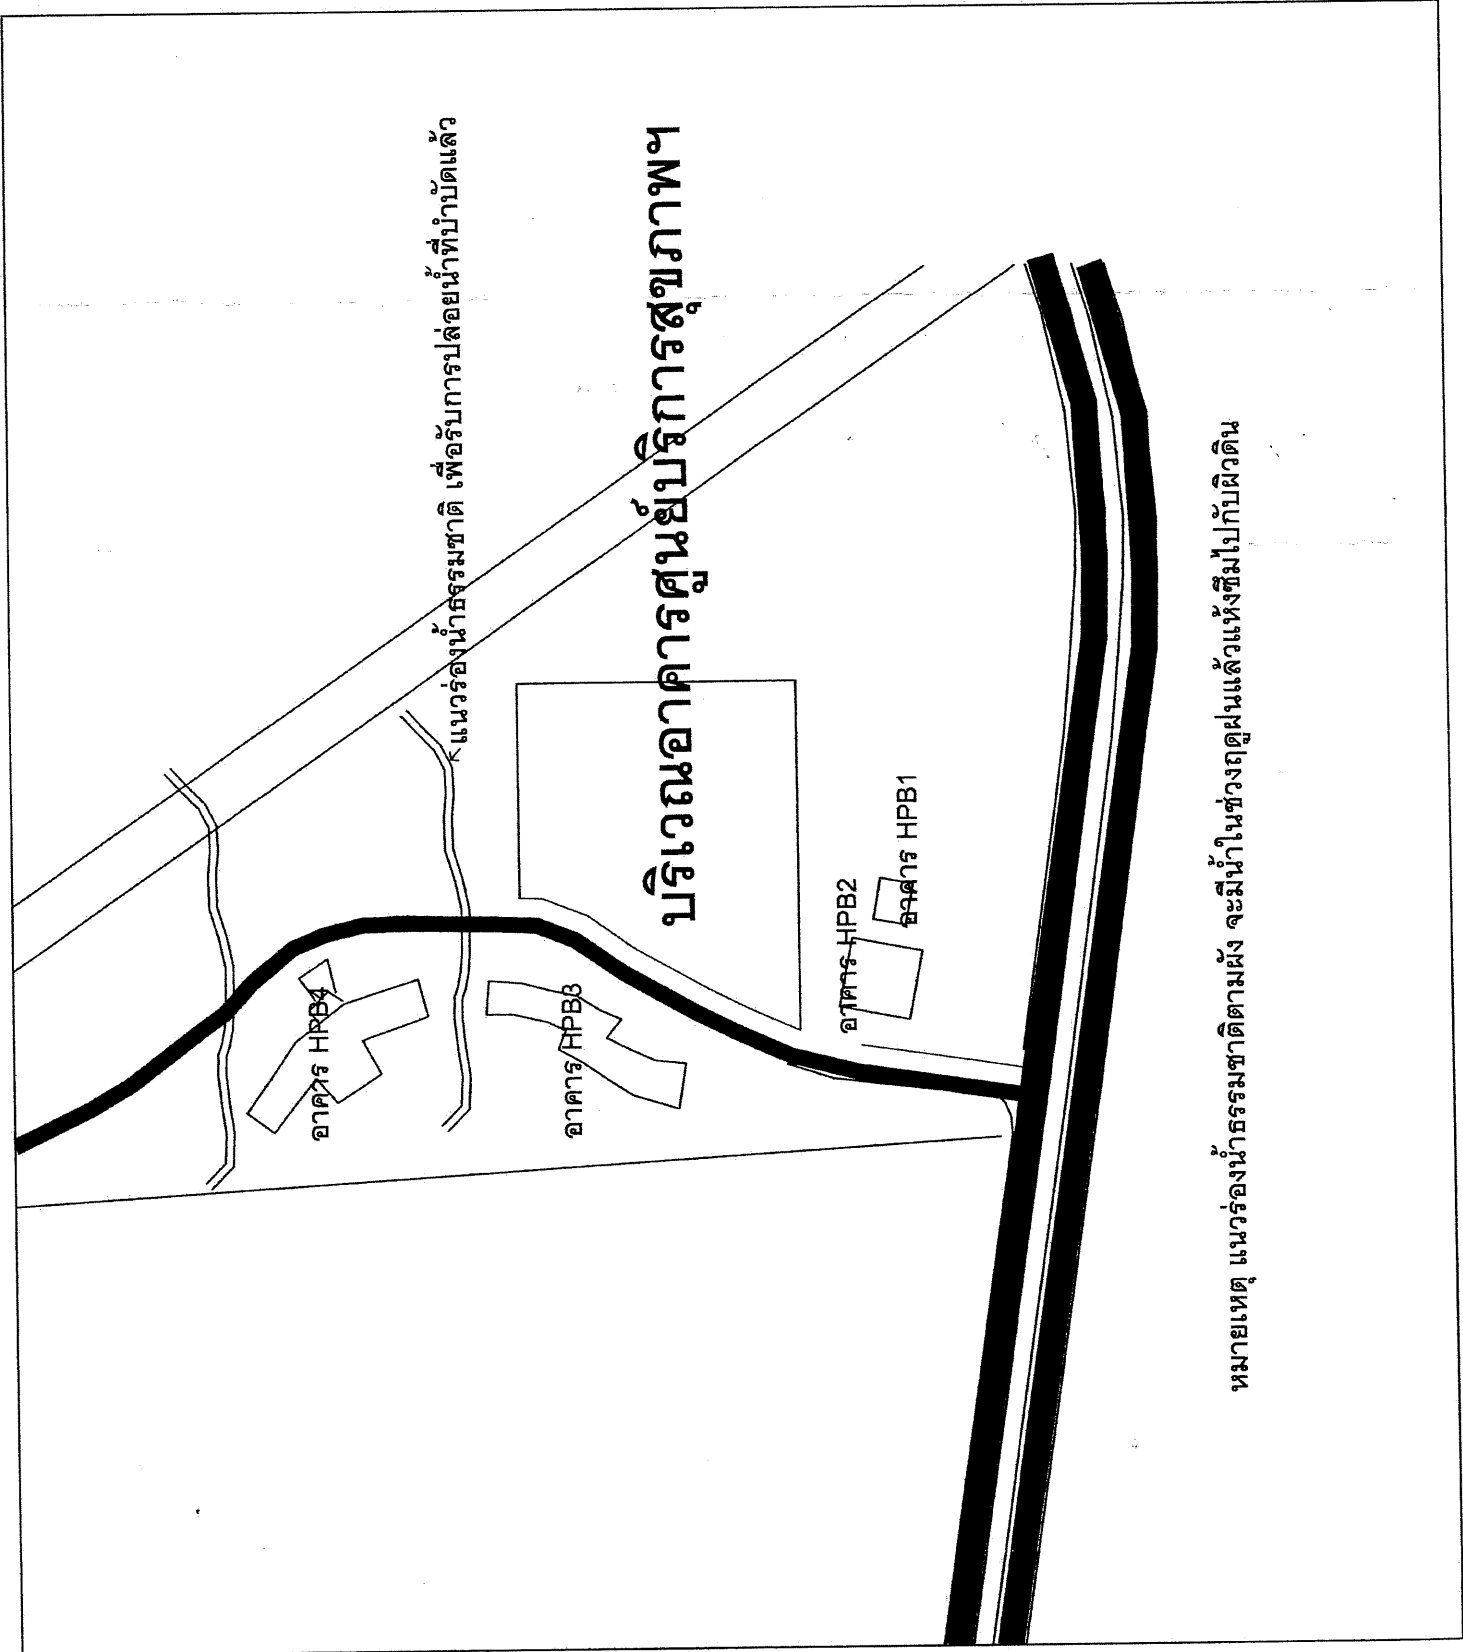 แนวร่องน้ำธรรมชาติ เพื่อรับการปล่อยน้ำที่บำบัดแล้ว
บริเวณอาคารศูนย์บริการสุขภาพฯ
อาคาร HPB4
อาคาร HPB3
อาคาร HPB2
อาคาร HPB1
หมายเหตุ แนวร่องน้ำธรรมชาติตามผัง จะมีน้ำในช่วงฤดูฝนแล้วแห้งซึมไปกับผิวดิน